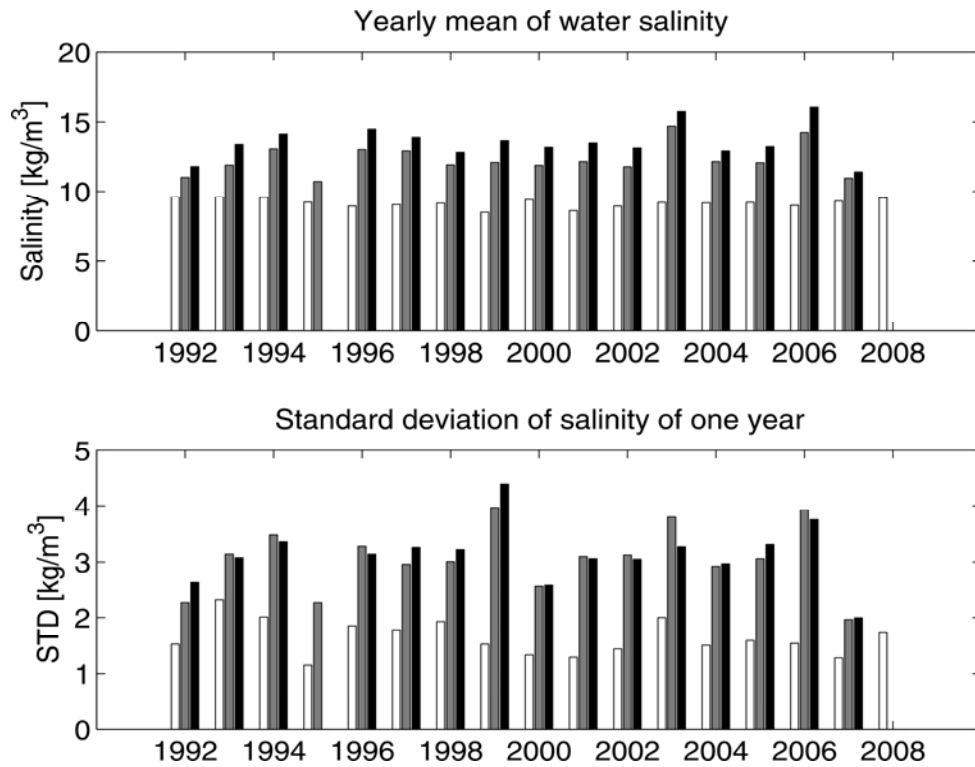 Yearly mean of water salinity
20
15
10
5
0
Salinity [kg/m³]
1992 1994 1996 1998 2000 2002 2004 2006 2008
Standard deviation of salinity of one year
5
4
3
2
1
0
STD [kg/m³]
1992 1994 1996 1998 2000 2002 2004 2006 2008